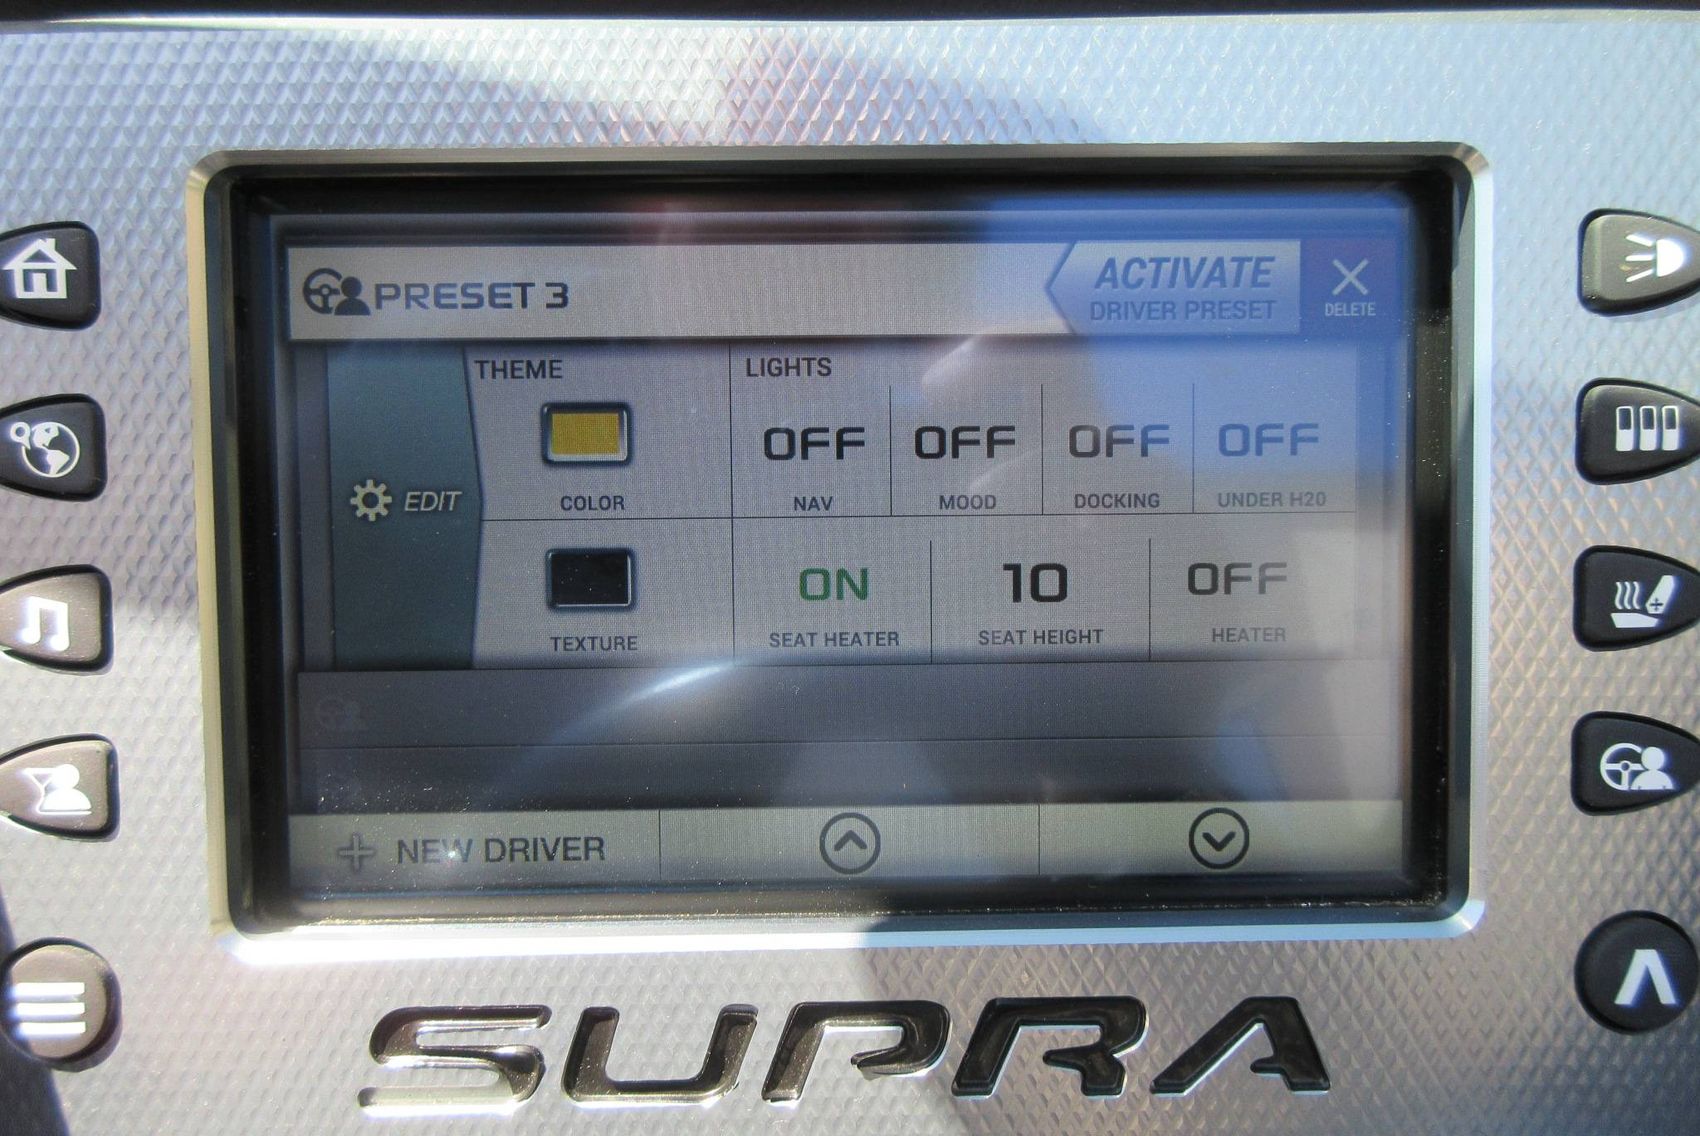 PRESET 3
ACTIVATE
DRIVER PRESET
DELETE
EDIT
THEME
COLOR
TEXTURE
LIGHTS
OFF
NAV
OFF
MOOD
OFF
DOCKING
OFF
UNDER H20
ON
SEAT HEATER
10
SEAT HEIGHT
OFF
HEATER
NEW DRIVER
SUPRA